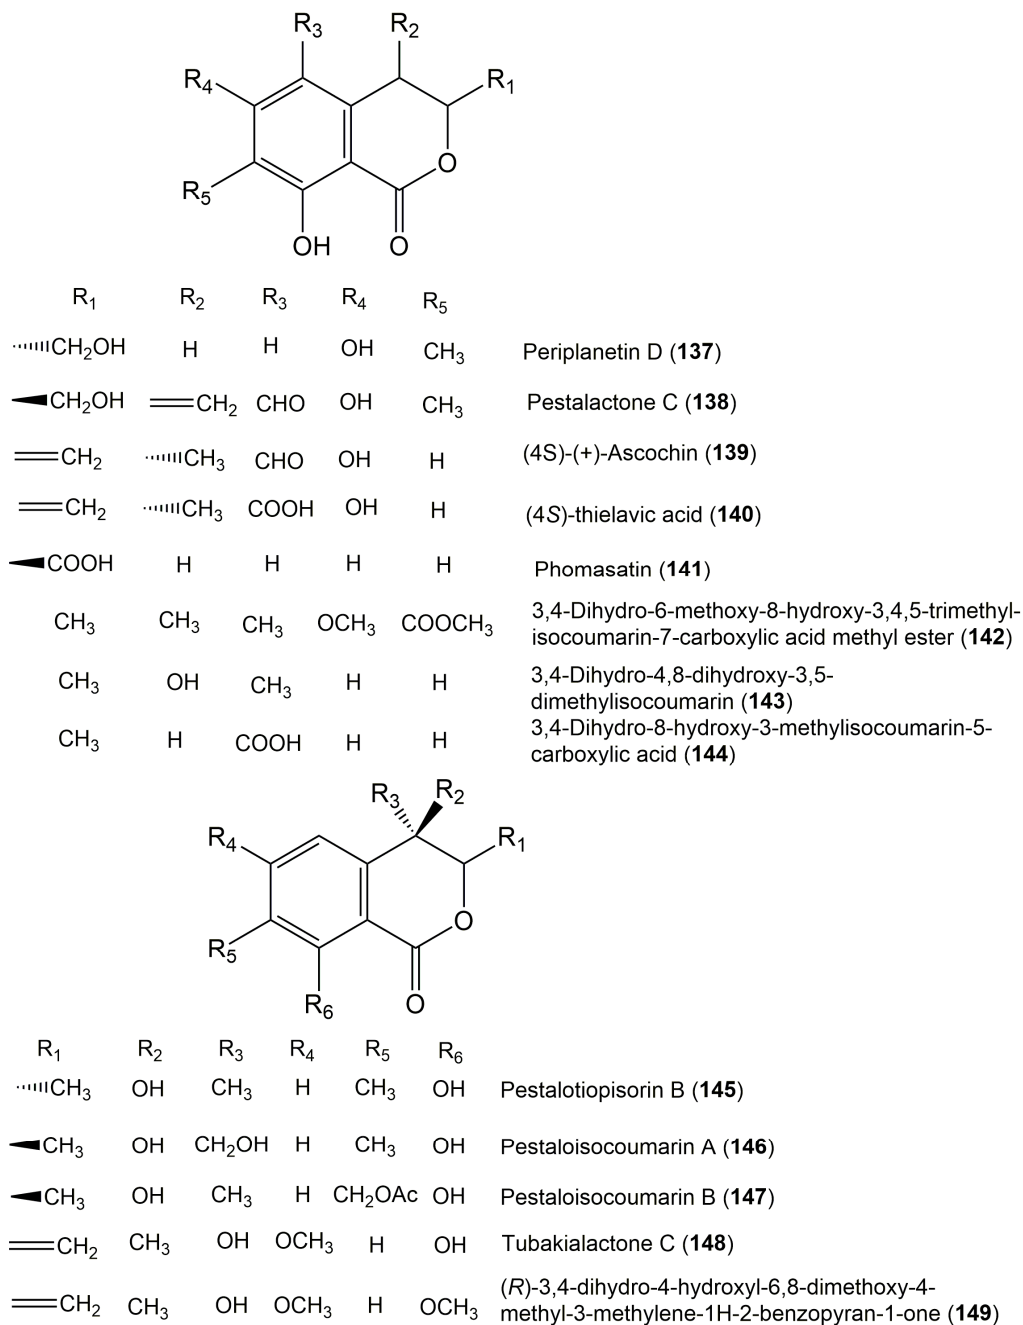 R3 R2
R4 R1
O
R5
OH O
R1 R2 R3 R4 R5
CH2OH H H OH CH3 Periplanetin D (137)
CH2OH CH2 CHO OH CH3 Pestalactone C (138)
CH2 CH3 CHO OH H (4S)-(+)-Ascochin (139)
CH2 CH3 COOH OH H (4S)-thielavic acid (140)
COOH H H H H Phomasatin (141)
CH3 CH3 CH3 OCH3 COOCH3 3,4-Dihydro-6-methoxy-8-hydroxy-3,4,5-trimethyl-
isocoumarin-7-carboxylic acid methyl ester (142)
CH3 OH CH3 H H 3,4-Dihydro-4,8-dihydroxy-3,5-
dimethylisocoumarin (143)
CH3 H COOH H H 3,4-Dihydro-8-hydroxy-3-methylisocoumarin-5-
carboxylic acid (144)
R3 R2
R4 R1
O
R5
R6 O
R1 R2 R3 R4 R5 R6
CH3 OH CH3 H CH3 OH Pestalotiopisorin B (145)
CH3 OH CH2OH H CH3 OH Pestaloisocoumarin A (146)
CH3 OH CH3 H CH2OAc OH Pestaloisocoumarin B (147)
CH2 CH3 OH OCH3 H OH Tubakialactone C (148)
CH2 CH3 OH OCH3 H OCH3 (R)-3,4-dihydro-4-hydroxyl-6,8-dimethoxy-4-
methyl-3-methylene-1H-2-benzopyran-1-one (149)